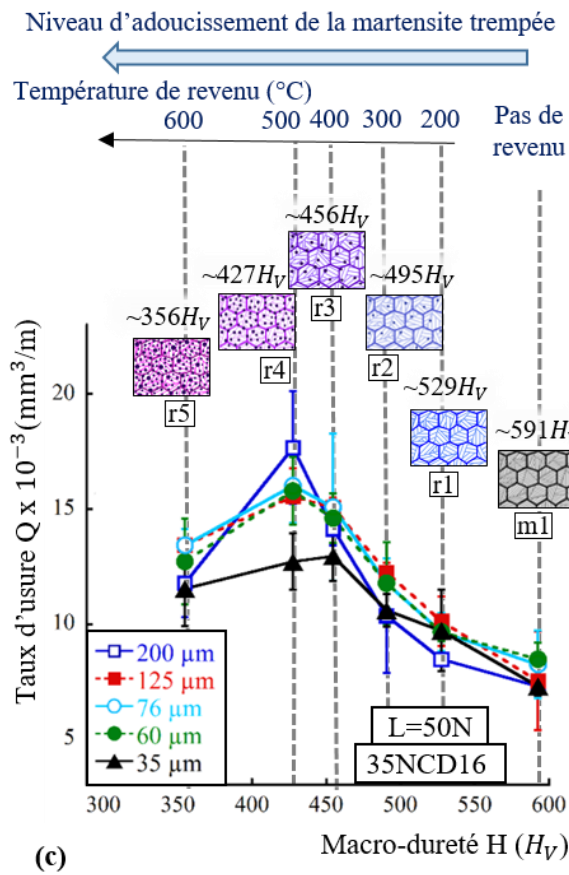 Niveau d'adoucissement de la martensite trempée
Température de revenu (°C)
600 500 400 300 200 Pas de
revenu
~456H_V
~427H_V r3 ~495H_V
~356H_V
r4 r2 ~529H_V
r5
~591H
r1
m1
Taux d'usure Q x 10⁻³ (mm³/m)
20
15
10
5
200 µm
125 µm
76 µm
60 µm
35 µm
L=50N
35NCD16
300 350 400 450 500 550 600
(c) Macro-dureté H (H_V)